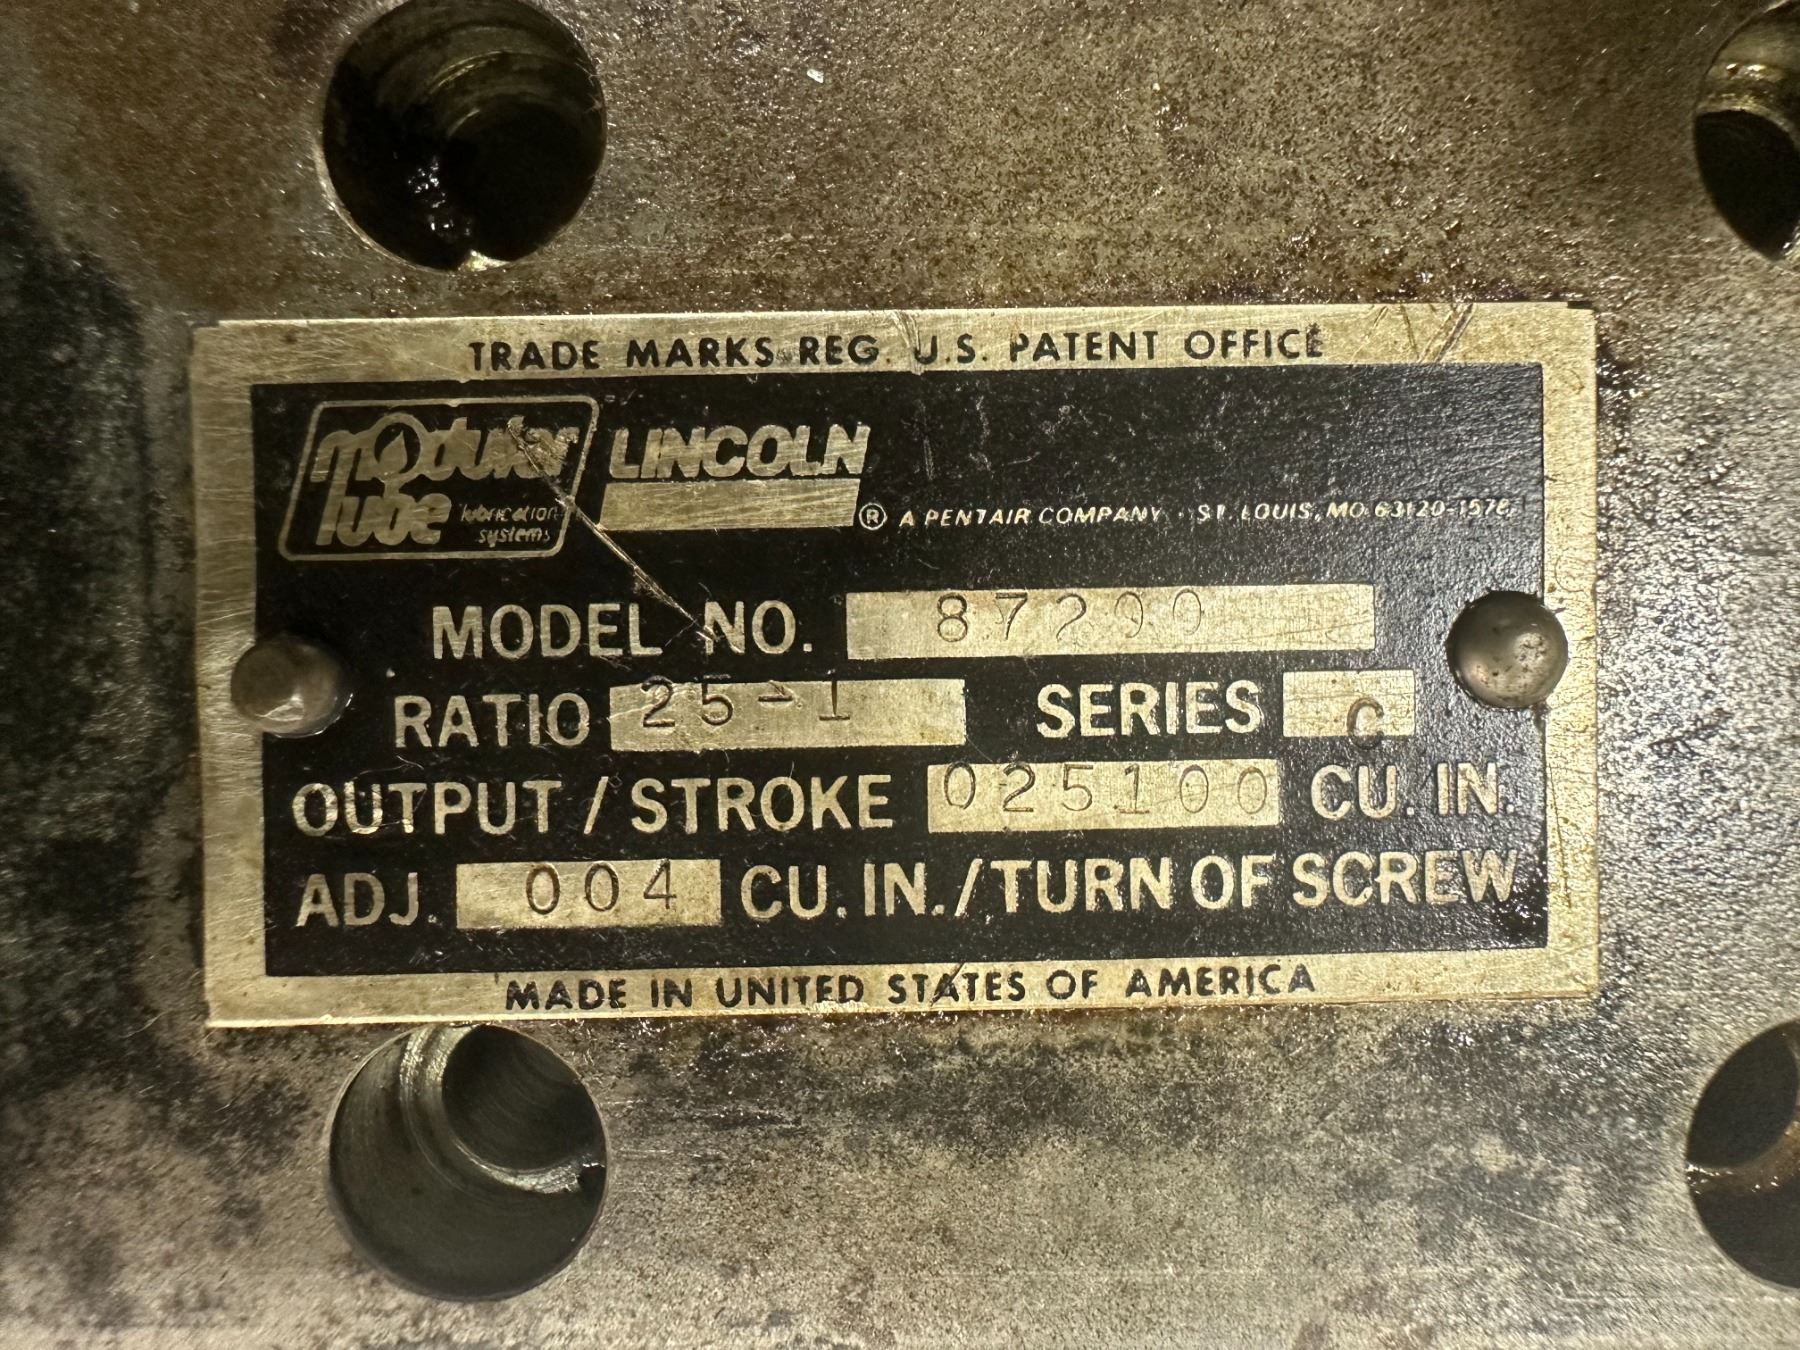 TRADE MARKS REG. U.S. PATENT OFFICE
modular lube lubrication systems
LINCOLN
® A PENTAIR COMPANY · ST. LOUIS, MO. 63120-1578
MODEL NO. 87200
RATIO 25-1 SERIES C
OUTPUT / STROKE 025100 CU. IN.
ADJ. 004 CU. IN./TURN OF SCREW
MADE IN UNITED STATES OF AMERICA